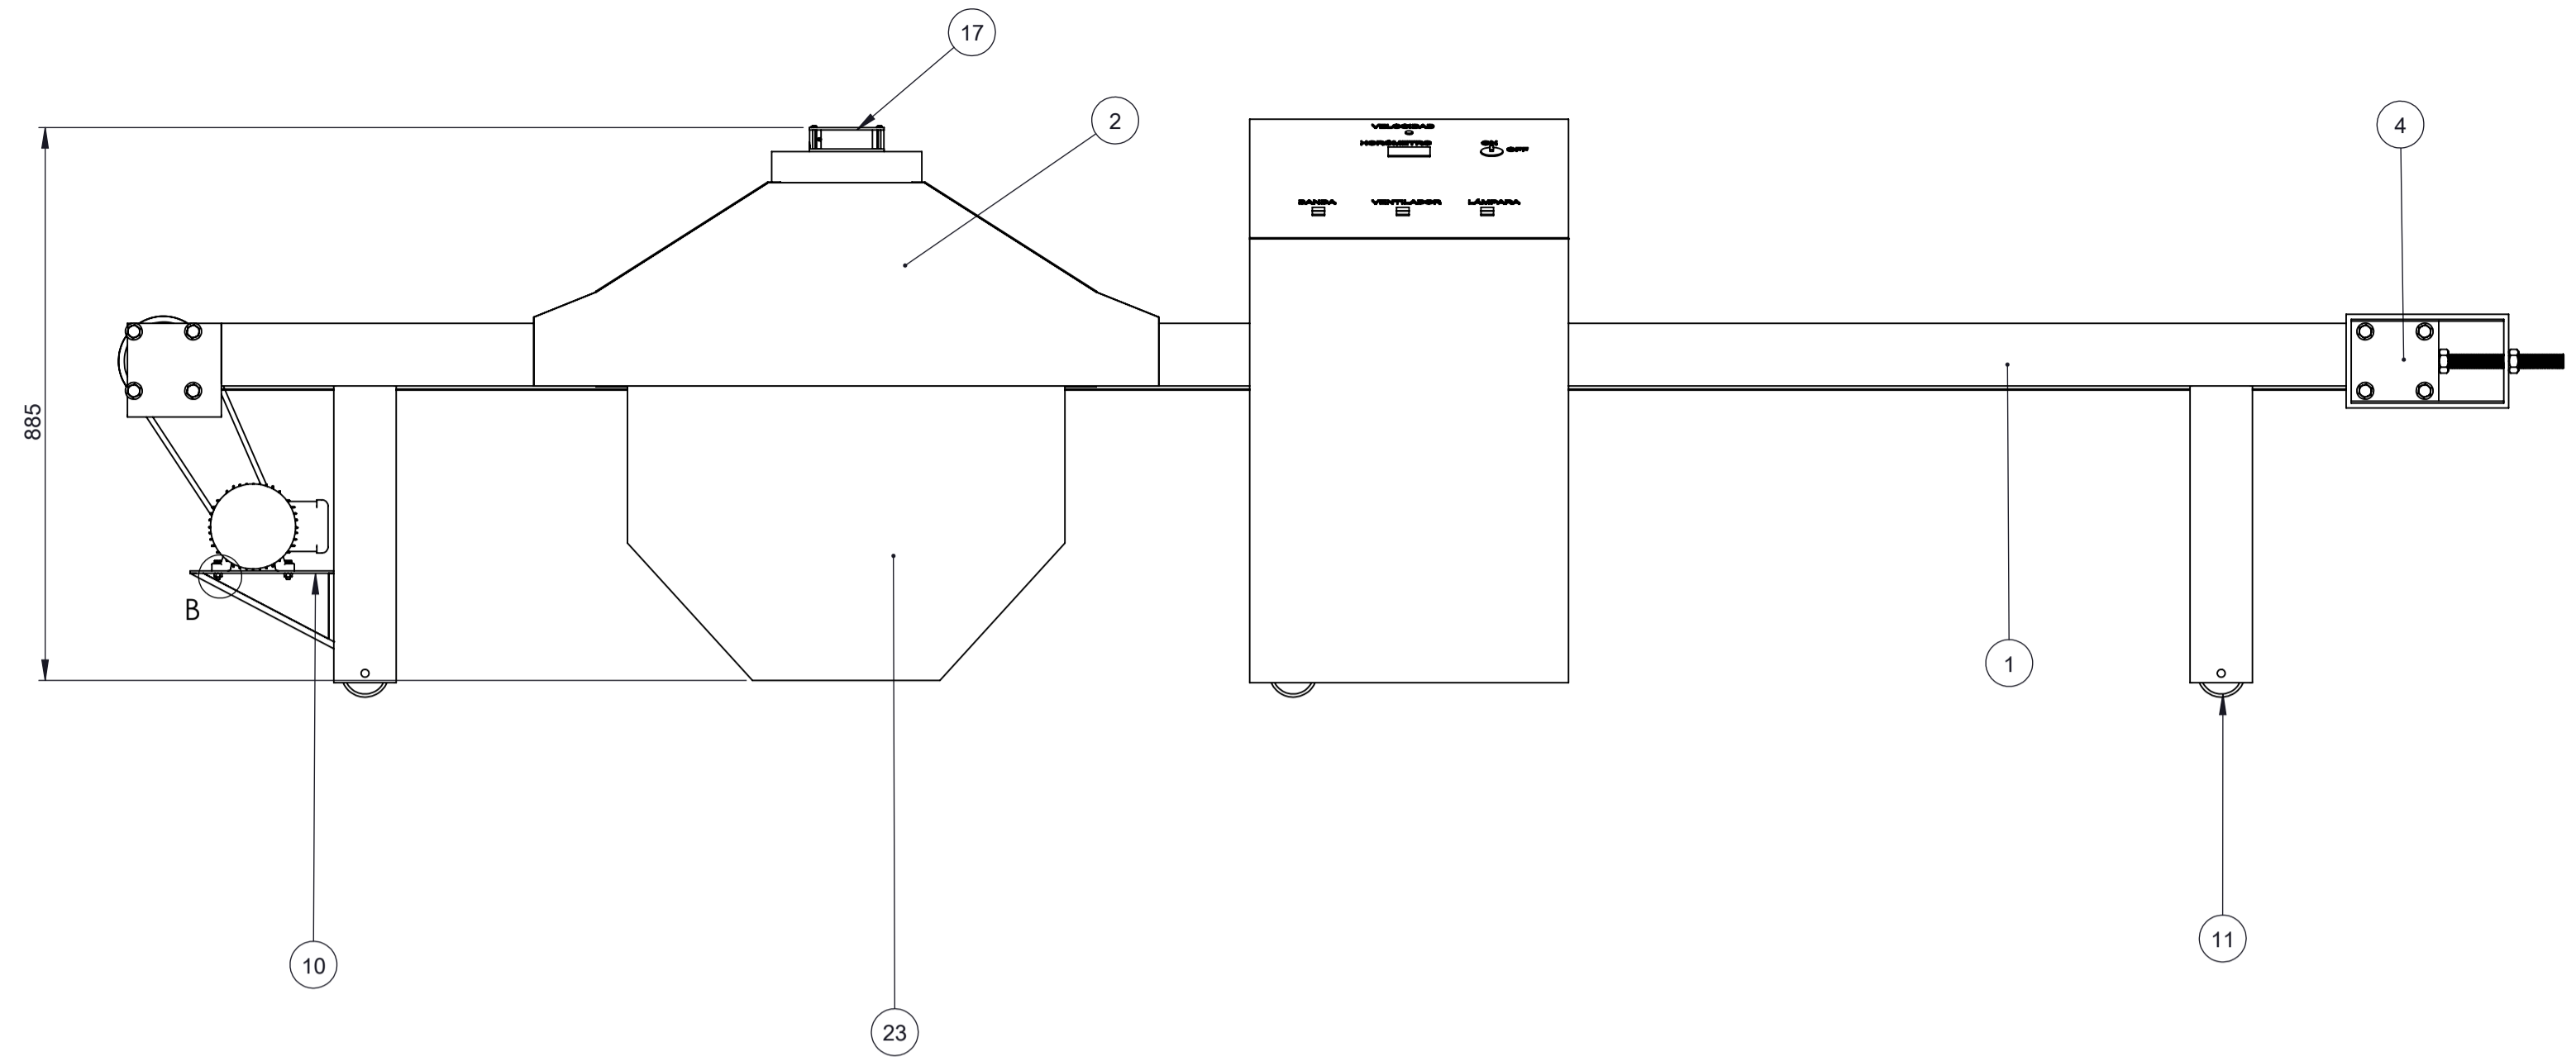 17
2
4
VELOCIDAD
HORÓMETRO
ON
OFF
BANDA
VENTILADOR
LÁMPARA
885
B
1
10
11
23